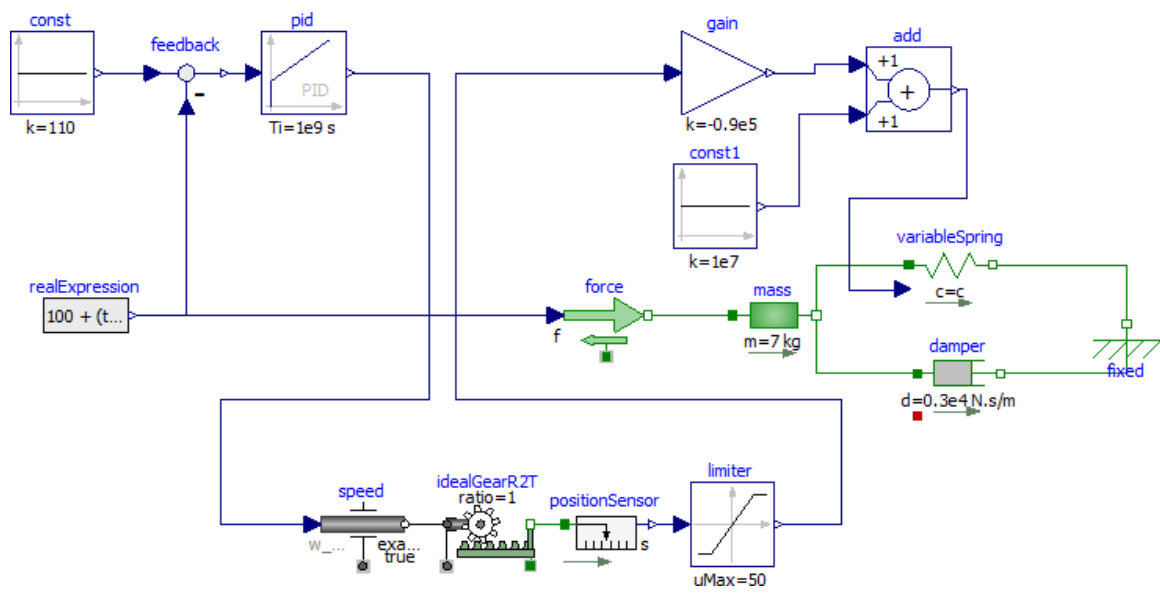 const
pid
gain
add
feedback
+1
PID
-
+
k=110
Ti=1e9 s
k=-0.9e5
+1
const1
variableSpring
k=1e7
realExpression
force
mass
c=c
100 + (t...
f
m=7 kg
damper
fixed
d=0.3e4 N.s/m
limiter
idealGearR2T
speed
ratio=1
positionSensor
w_...
exa...
s
true
uMax=50